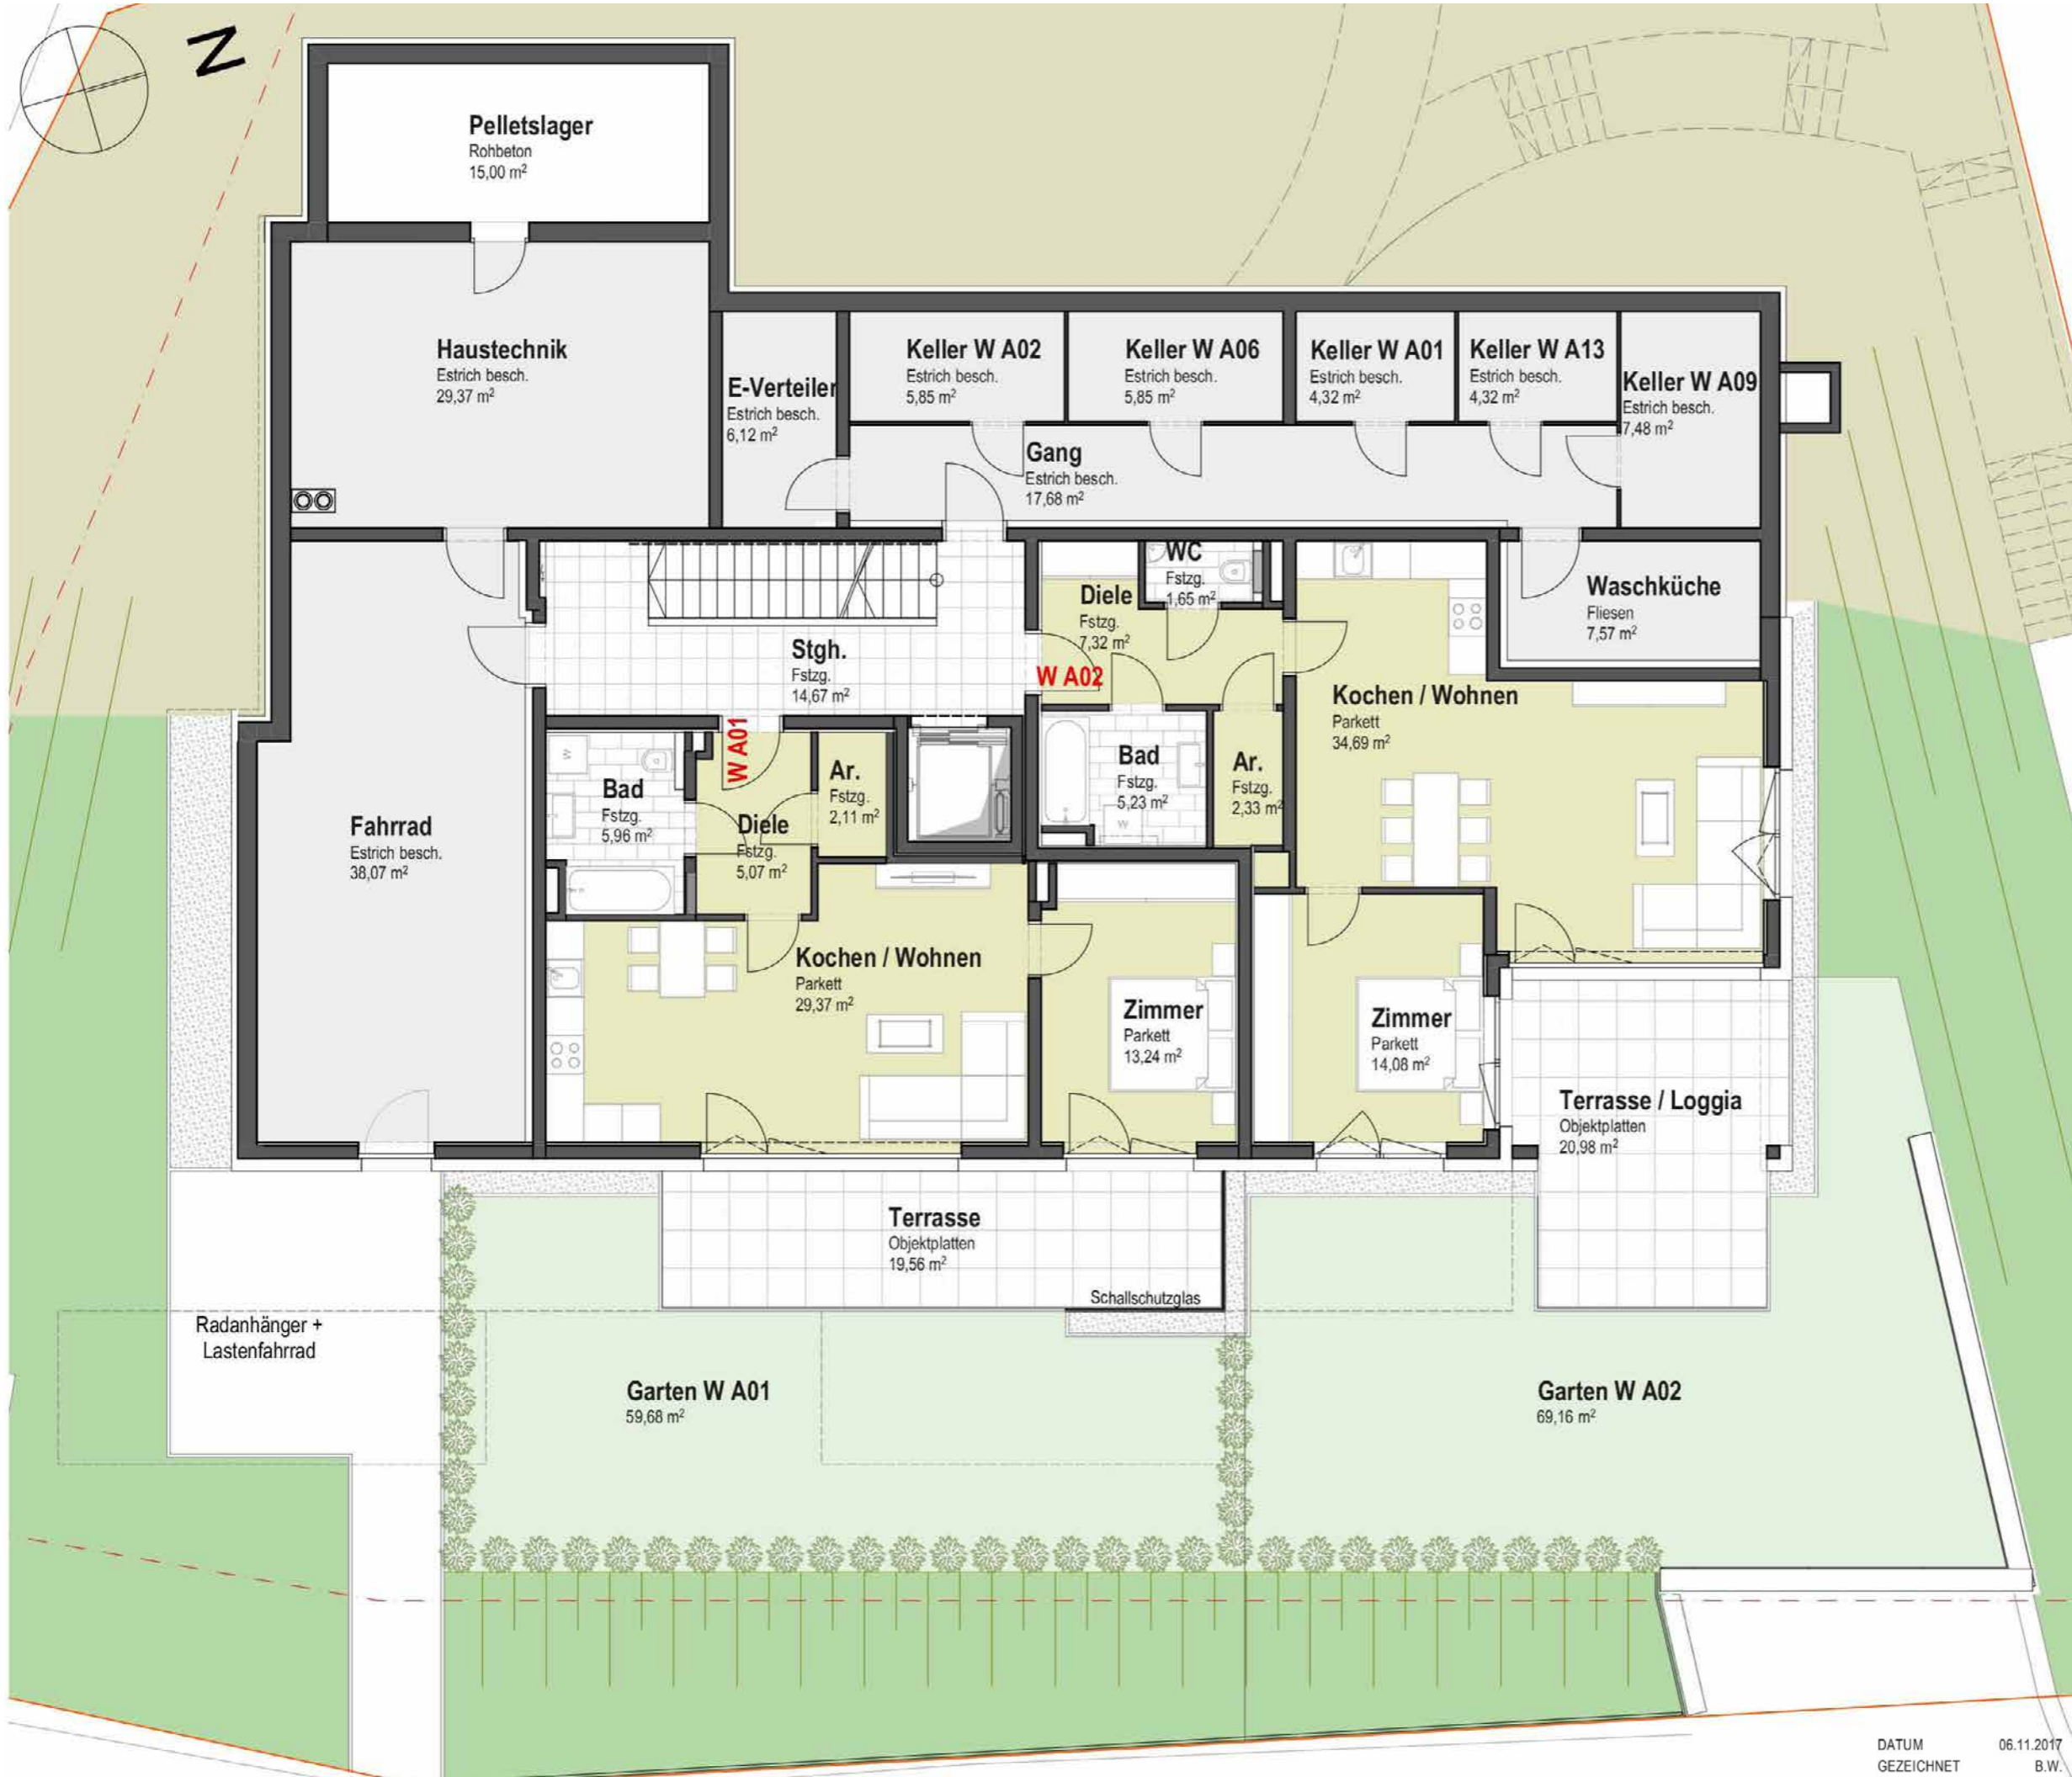 N
Pelletslager
Rohbeton
15,00 m²
Haustechnik
Estrich besch.
29,37 m²
E-Verteiler
Estrich besch.
6,12 m²
Keller W A02
Estrich besch.
5,85 m²
Keller W A06
Estrich besch.
5,85 m²
Keller W A01
Estrich besch.
4,32 m²
Keller W A13
Estrich besch.
4,32 m²
Keller W A09
Estrich besch.
7,48 m²
Gang
Estrich besch.
17,68 m²
WC
Fstzg.
1,65 m²
Diele
Fstzg.
7,32 m²
W A02
Waschküche
Fliesen
7,57 m²
Stgh.
Fstzg.
14,67 m²
Kochen / Wohnen
Parkett
34,69 m²
W A01
W
Bad
Fstzg.
5,96 m²
Ar.
Fstzg.
2,11 m²
Diele
Fstzg.
5,07 m²
Bad
Fstzg.
5,23 m²
W
Ar.
Fstzg.
2,33 m²
Fahrrad
Estrich besch.
38,07 m²
Kochen / Wohnen
Parkett
29,37 m²
Zimmer
Parkett
13,24 m²
Zimmer
Parkett
14,08 m²
Terrasse / Loggia
Objektplatten
20,98 m²
Terrasse
Objektplatten
19,56 m²
Schallschutzglas
Radanhänger +
Lastenfahrrad
Garten W A01
59,68 m²
Garten W A02
69,16 m²
DATUM 06.11.2017
GEZEICHNET B.W.